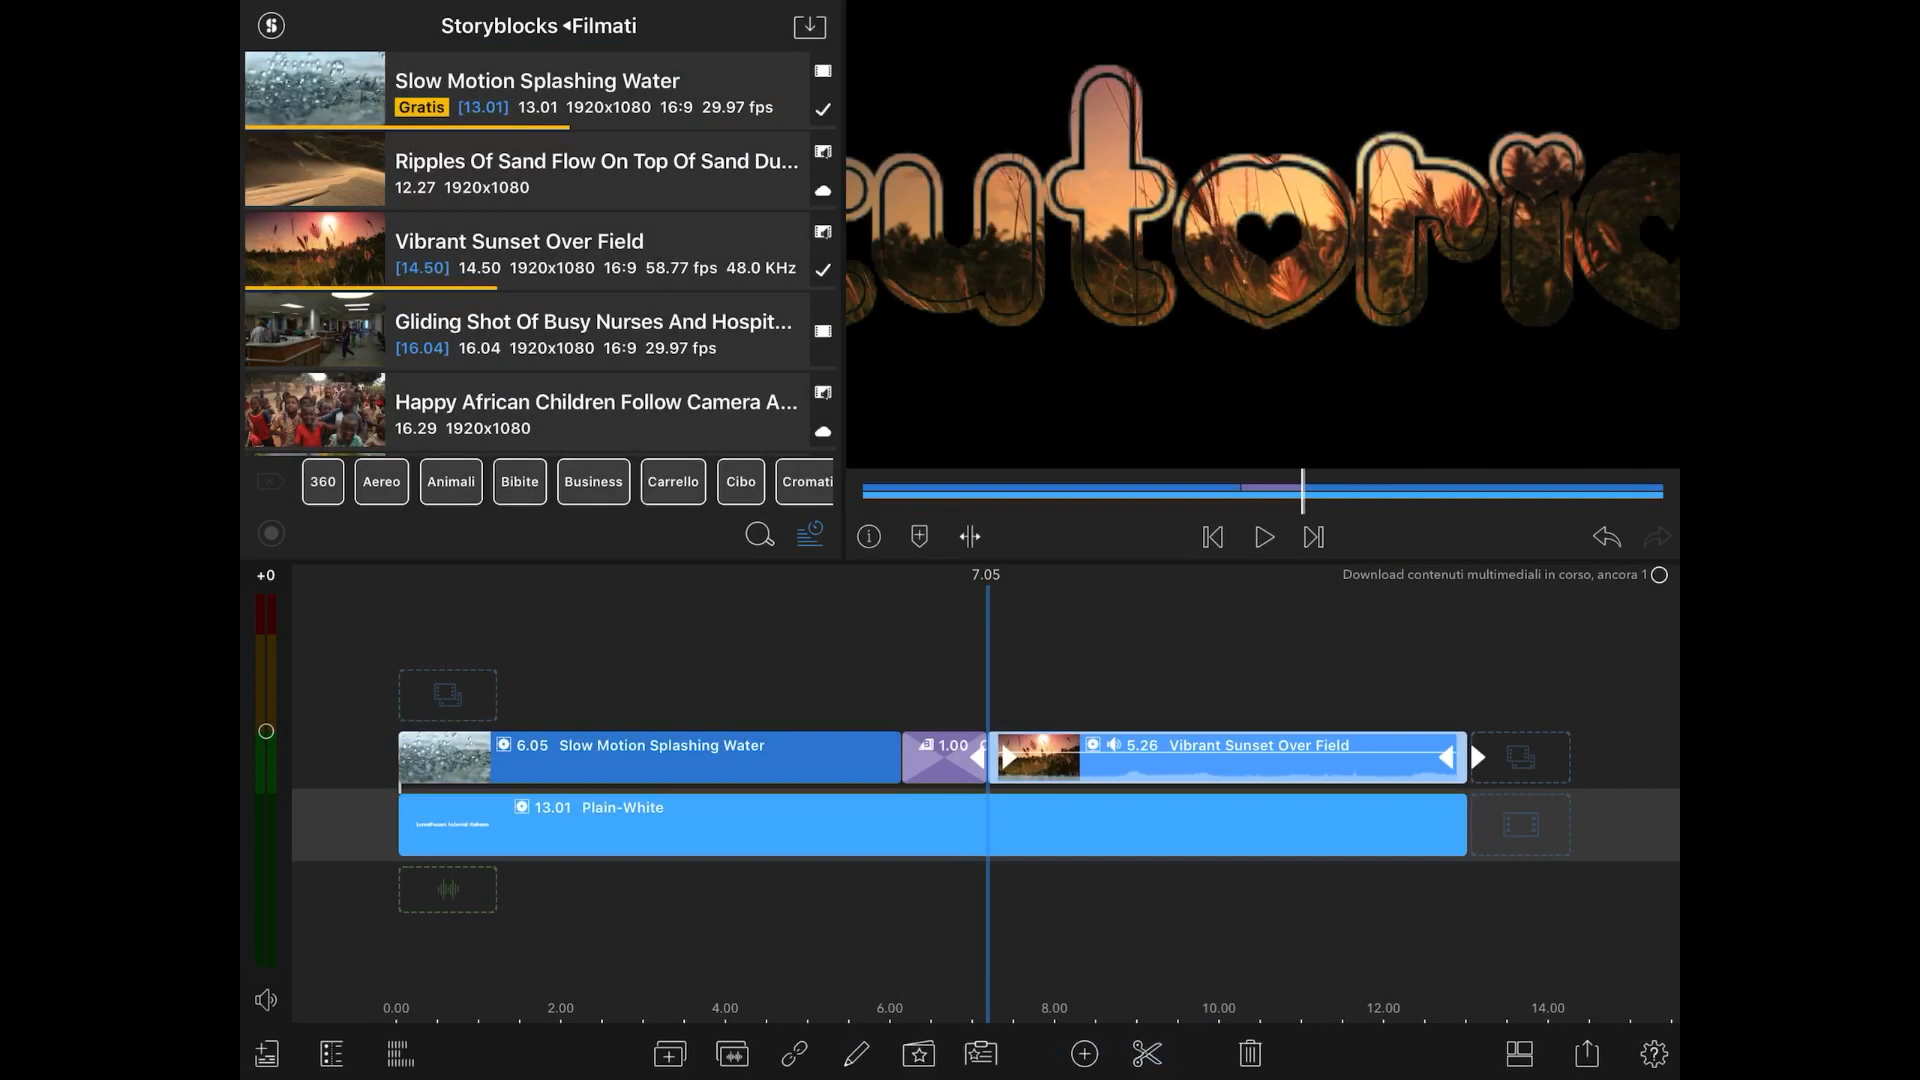 Storyblocks ◂Filmati
Slow Motion Splashing Water
Gratis [13.01] 13.01 1920x1080 16:9 29.97 fps
Ripples Of Sand Flow On Top Of Sand Du...
12.27 1920x1080
Vibrant Sunset Over Field
[14.50] 14.50 1920x1080 16:9 58.77 fps 48.0 KHz
Gliding Shot Of Busy Nurses And Hospit...
[16.04] 16.04 1920x1080 16:9 29.97 fps
Happy African Children Follow Camera A...
16.29 1920x1080
360 Aereo Animali Bibite Business Carrello Cibo Cromati
utori
+0
7.05
Download contenuti multimediali in corso, ancora 1
6.05 Slow Motion Splashing Water
1.00
5.26 Vibrant Sunset Over Field
13.01 Plain-White
0.00 2.00 4.00 6.00 8.00 10.00 12.00 14.00